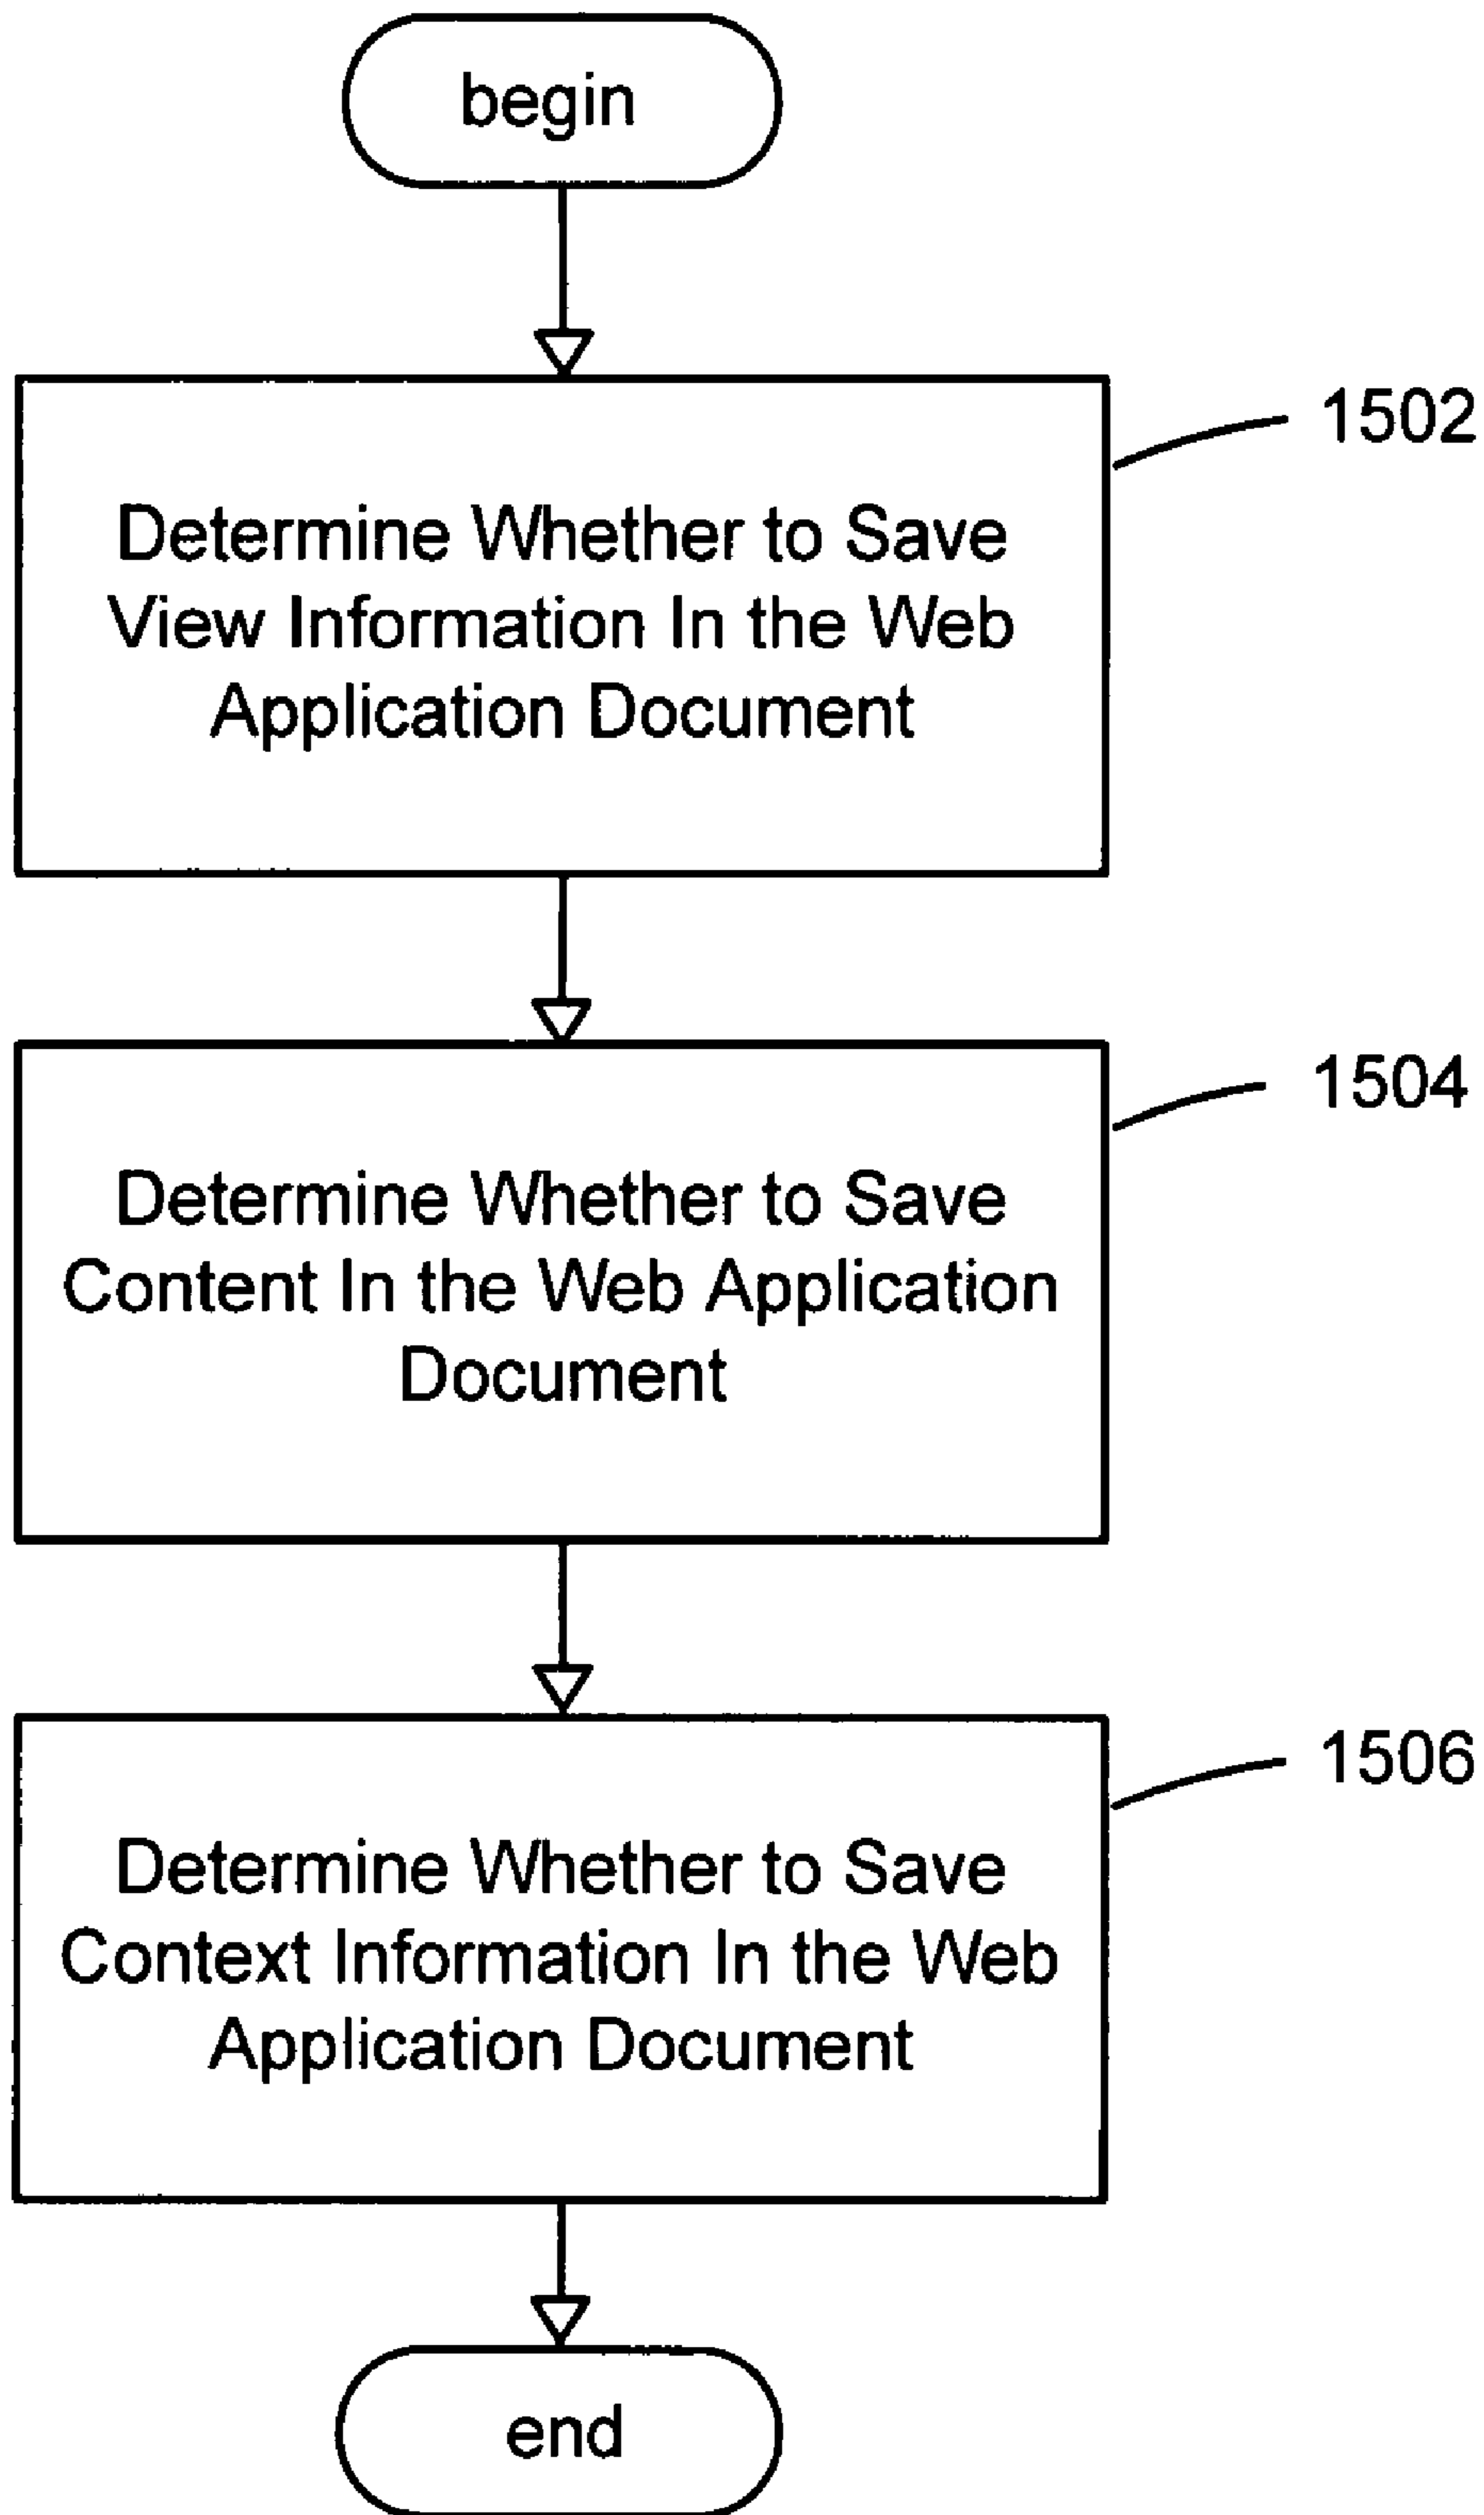 begin
1502
Determine Whether to Save
View Information In the Web
Application Document
1504
Determine Whether to Save
Content In the Web Application
Document
1506
Determine Whether to Save
Context Information In the Web
Application Document
end